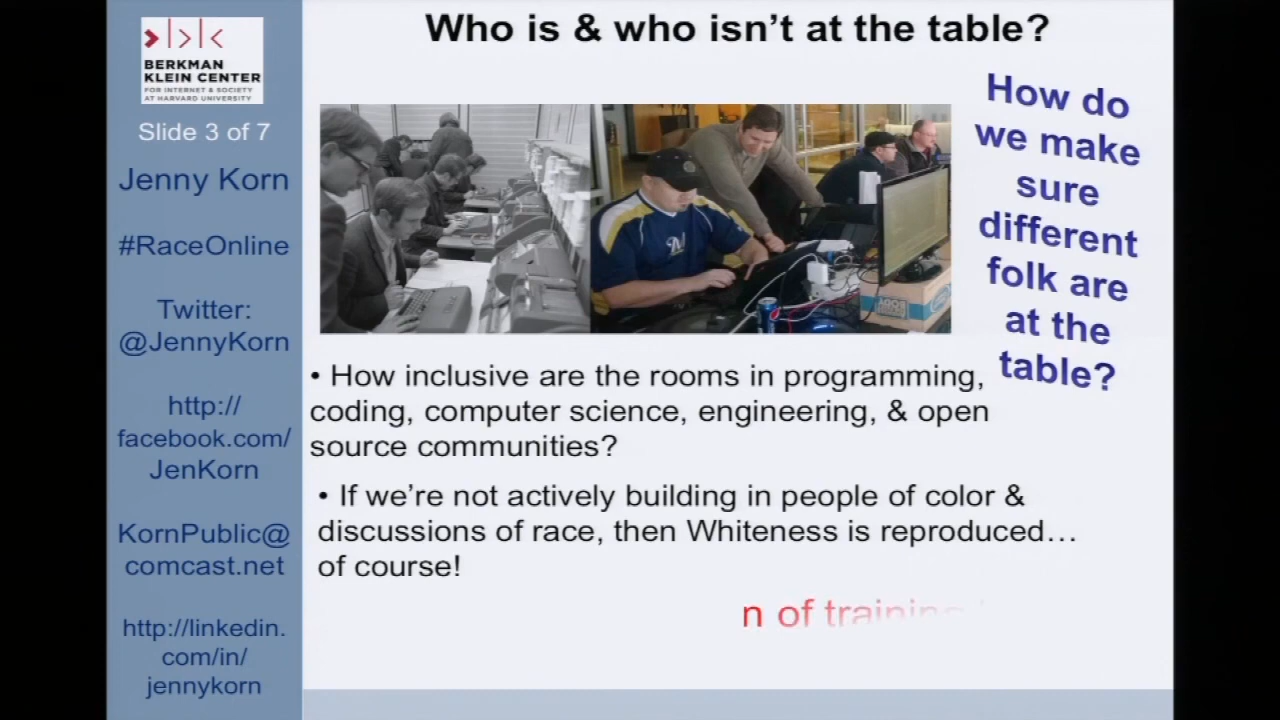 BERKMAN
KLEIN CENTER
FOR INTERNET & SOCIETY
AT HARVARD UNIVERSITY
Slide 3 of 7
Jenny Korn
#RaceOnline
Twitter:
@JennyKorn
http://
facebook.com/
JenKorn
KornPublic@
comcast.net
http://linkedin.
com/in/
jennykorn
Who is & who isn’t at the table?
How do
we make
sure
different
folk are
at the
table?
• How inclusive are the rooms in programming,
coding, computer science, engineering, & open
source communities?
• If we’re not actively building in people of color &
discussions of race, then Whiteness is reproduced…
of course!
n of training